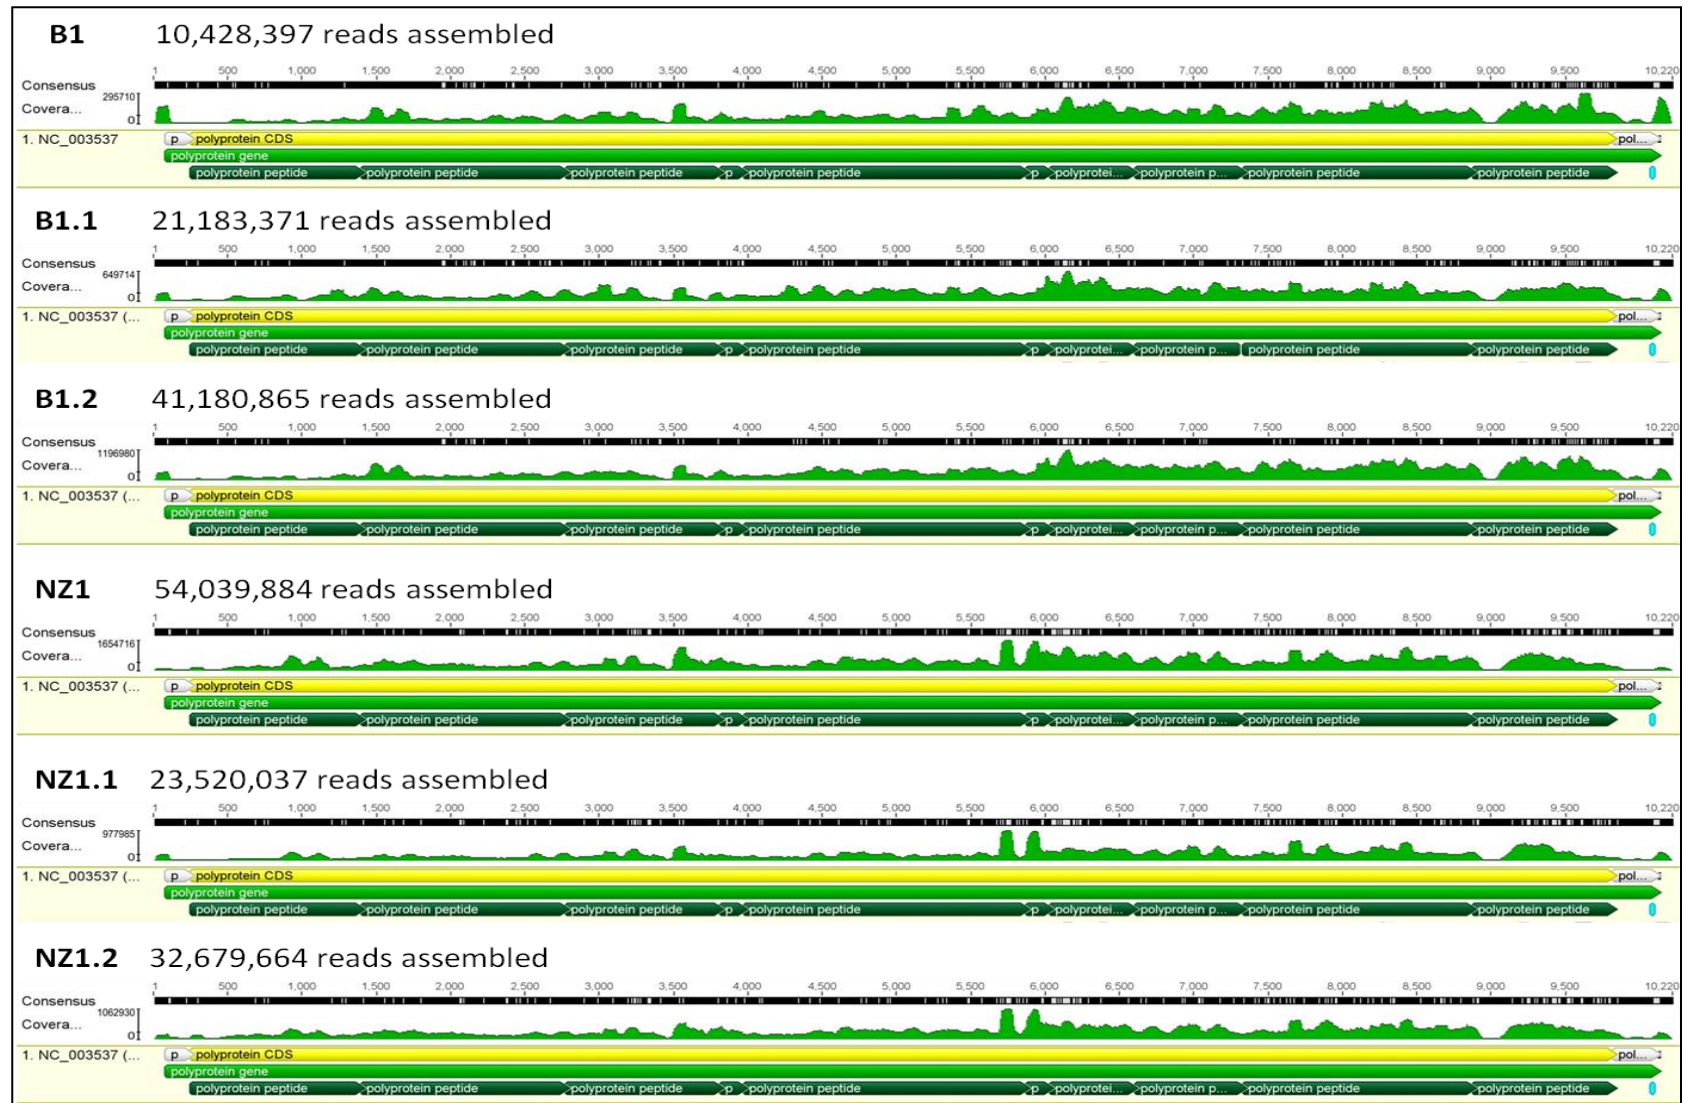 B1 10,428,397 reads assembled
1 500 1,000 1,500 2,000 2,500 3,000 3,500 4,000 4,500 5,000 5,500 6,000 6,500 7,000 7,500 8,000 8,500 9,000 9,500 10,220
Consensus
295710
Covera...
0
1. NC_003537 p polyprotein CDS pol...
polyprotein gene
polyprotein peptide polyprotein peptide polyprotein peptide p polyprotein peptide p polyprotei... polyprotein p... polyprotein peptide polyprotein peptide
B1.1 21,183,371 reads assembled
1 500 1,000 1,500 2,000 2,500 3,000 3,500 4,000 4,500 5,000 5,500 6,000 6,500 7,000 7,500 8,000 8,500 9,000 9,500 10,220
Consensus
649714
Covera...
0
1. NC_003537 (... p polyprotein CDS pol...
polyprotein gene
polyprotein peptide polyprotein peptide polyprotein peptide p polyprotein peptide p polyprotei... polyprotein p... polyprotein peptide polyprotein peptide
B1.2 41,180,865 reads assembled
1 500 1,000 1,500 2,000 2,500 3,000 3,500 4,000 4,500 5,000 5,500 6,000 6,500 7,000 7,500 8,000 8,500 9,000 9,500 10,220
Consensus
1196980
Covera...
0
1. NC_003537 (... p polyprotein CDS pol...
polyprotein gene
polyprotein peptide polyprotein peptide polyprotein peptide p polyprotein peptide p polyprotei... polyprotein p... polyprotein peptide polyprotein peptide
NZ1 54,039,884 reads assembled
1 500 1,000 1,500 2,000 2,500 3,000 3,500 4,000 4,500 5,000 5,500 6,000 6,500 7,000 7,500 8,000 8,500 9,000 9,500 10,220
Consensus
1654716
Covera...
0
1. NC_003537 (... p polyprotein CDS pol...
polyprotein gene
polyprotein peptide polyprotein peptide polyprotein peptide p polyprotein peptide p polyprotei... polyprotein p... polyprotein peptide polyprotein peptide
NZ1.1 23,520,037 reads assembled
1 500 1,000 1,500 2,000 2,500 3,000 3,500 4,000 4,500 5,000 5,500 6,000 6,500 7,000 7,500 8,000 8,500 9,000 9,500 10,220
Consensus
977985
Covera...
0
1. NC_003537 (... p polyprotein CDS pol...
polyprotein gene
polyprotein peptide polyprotein peptide polyprotein peptide p polyprotein peptide p polyprotei... polyprotein p... polyprotein peptide polyprotein peptide
NZ1.2 32,679,664 reads assembled
1 500 1,000 1,500 2,000 2,500 3,000 3,500 4,000 4,500 5,000 5,500 6,000 6,500 7,000 7,500 8,000 8,500 9,000 9,500 10,220
Consensus
1062930
Covera...
0
1. NC_003537 (... p polyprotein CDS pol...
polyprotein gene
polyprotein peptide polyprotein peptide polyprotein peptide p polyprotein peptide p polyprotei... polyprotein p... polyprotein peptide polyprotein peptide